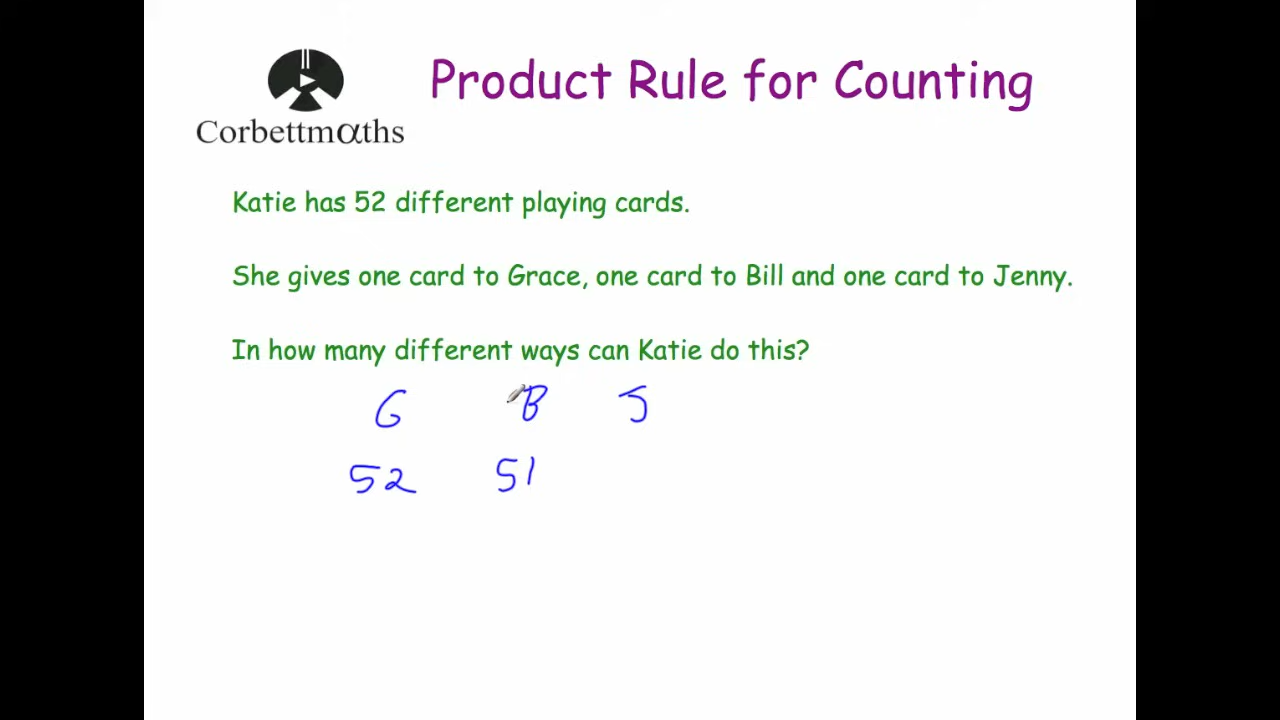 Product Rule for Counting
Corbettmαths
Katie has 52 different playing cards.
She gives one card to Grace, one card to Bill and one card to Jenny.
In how many different ways can Katie do this?
G B J
52 51